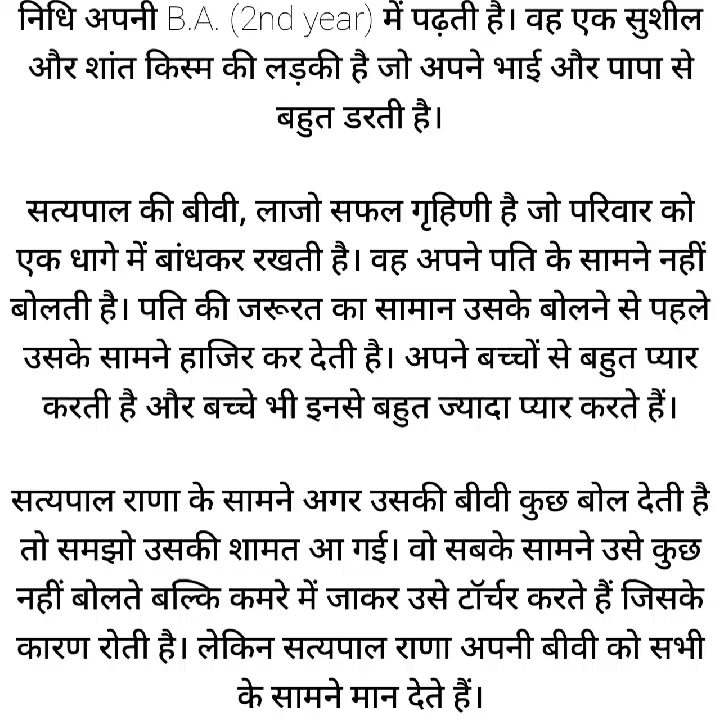 निधि अपनी B.A. (2nd year) में पढ़ती है। वह एक सुशील
और शांत किस्म की लड़की है जो अपने भाई और पापा से
बहुत डरती है।
सत्यपाल की बीवी, लाजो सफल गृहिणी है जो परिवार को
एक धागे में बांधकर रखती है। वह अपने पति के सामने नहीं
बोलती है। पति की जरूरत का सामान उसके बोलने से पहले
उसके सामने हाजिर कर देती है। अपने बच्चों से बहुत प्यार
करती है और बच्चे भी इनसे बहुत ज्यादा प्यार करते हैं।
सत्यपाल राणा के सामने अगर उसकी बीवी कुछ बोल देती है
तो समझो उसकी शामत आ गई। वो सबके सामने उसे कुछ
नहीं बोलते बल्कि कमरे में जाकर उसे टॉर्चर करते हैं जिसके
कारण रोती है। लेकिन सत्यपाल राणा अपनी बीवी को सभी
के सामने मान देते हैं।